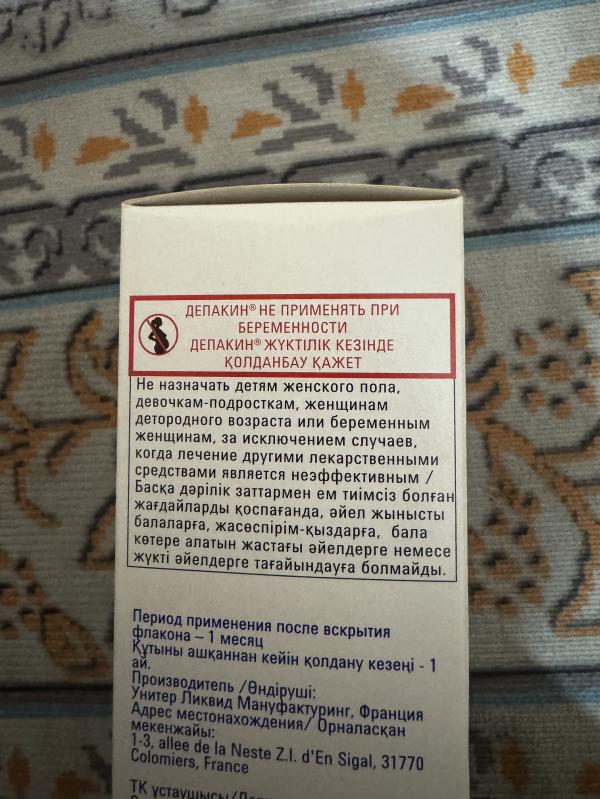 ДЕПАКИН® НЕ ПРИМЕНЯТЬ ПРИ
БЕРЕМЕННОСТИ
ДЕПАКИН® ЖҮКТІЛІК КЕЗІНДЕ
ҚОЛДАНБАУ ҚАЖЕТ
Не назначать детям женского пола,
девочкам-подросткам, женщинам
детородного возраста или беременным
женщинам, за исключением случаев,
когда лечение другими лекарственными
средствами является неэффективным /
Басқа дәрілік заттармен ем тиімсіз болған
жағдайларды қоспағанда, әйел жынысты
балаларға, жасөспірім-қыздарға, бала
көтере алатын жастағы әйелдерге немесе
жүкті әйелдерге тағайындауға болмайды.
Период применения после вскрытия
флакона – 1 месяц
Құтыны ашқаннан кейін қолдану кезеңі - 1
ай.
Производитель /Өндіруші:
Унитер Ликвид Мануфактуринг, Франция
Адрес местонахождения/ Орналасқан
мекенжайы:
1-3, allee de la Neste Z.I. d'En Sigal, 31770
Colomiers, France
ТК ұстаушысы/